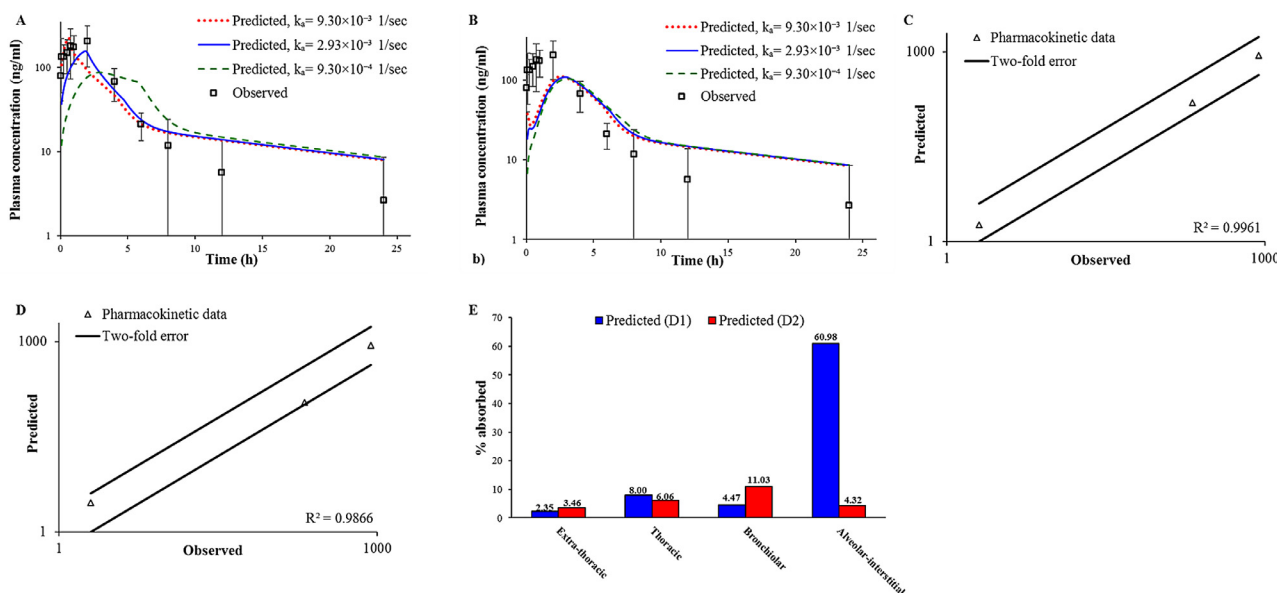 A
Predicted, kₐ= 9.30×10⁻³ 1/sec
Predicted, kₐ= 2.93×10⁻³ 1/sec
Predicted, kₐ= 9.30×10⁻⁴ 1/sec
Observed
Plasma concentration (ng/ml)
100
10
1
0
5
10
15
20
25
Time (h)
B
Predicted, kₐ= 9.30×10⁻³ 1/sec
Predicted, kₐ= 2.93×10⁻³ 1/sec
Predicted, kₐ= 9.30×10⁻⁴ 1/sec
Observed
Plasma concentration (ng/ml)
100
10
1
0
5
10
15
20
25
b)
Time (h)
C
Pharmacokinetic data
Two-fold error
Predicted
1000
1
R² = 0.9961
1
1000
Observed
D
Pharmacokinetic data
Two-fold error
Predicted
1000
1
R² = 0.9866
1
1000
Observed
E
Predicted (D1)
Predicted (D2)
% absorbed
70
60
50
40
30
20
10
0
2.35
3.46
8.00
6.06
4.47
11.03
60.98
4.32
Extra-thoracic
Thoracic
Bronchiolar
Alveolar-interstitial